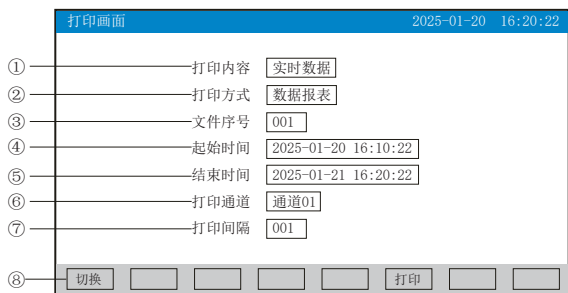 打印画面 2025-01-20 16:20:22
① 打印内容 实时数据
② 打印方式 数据报表
③ 文件序号 001
④ 起始时间 2025-01-20 16:10:22
⑤ 结束时间 2025-01-21 16:20:22
⑥ 打印通道 通道01
⑦ 打印间隔 001
⑧ 切换 打印